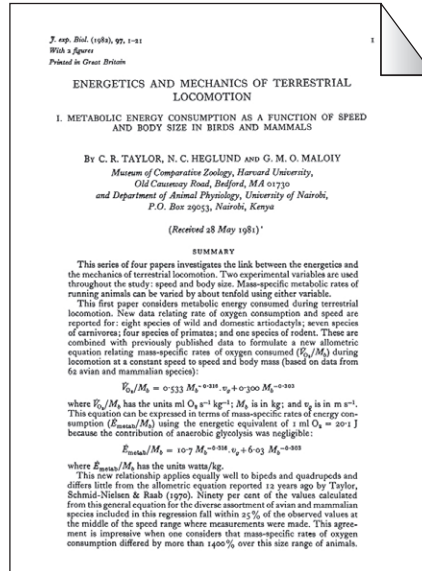 J. exp. Biol. (1982), 97, 1-21
1
With 2 figures
Printed in Great Britain
ENERGETICS AND MECHANICS OF TERRESTRIAL
LOCOMOTION
I. METABOLIC ENERGY CONSUMPTION AS A FUNCTION OF SPEED
AND BODY SIZE IN BIRDS AND MAMMALS
BY C. R. TAYLOR, N. C. HEGLUND AND G. M. O. MALOIY
Museum of Comparative Zoology, Harvard University,
Old Causeway Road, Bedford, MA 01730
and Department of Animal Physiology, University of Nairobi,
P.O. Box 29053, Nairobi, Kenya
(Received 28 May 1981)
SUMMARY
This series of four papers investigates the link between the energetics and
the mechanics of terrestrial locomotion. Two experimental variables are used
throughout the study: speed and body size. Mass-specific metabolic rates of
running animals can be varied by about tenfold using either variable.
This first paper considers metabolic energy consumed during terrestrial
locomotion. New data relating rate of oxygen consumption and speed are
reported for: eight species of wild and domestic artiodactyls; seven species
of carnivores; four species of primates; and one species of rodent. These are
combined with previously published data to formulate a new allometric
equation relating mass-specific rates of oxygen consumed (V̇O₂/Mb) during
locomotion at a constant speed to speed and body mass (based on data from
62 avian and mammalian species):
V̇O₂/Mb = 0·533 Mb⁻⁰·³¹⁶.vg + 0·300 Mb⁻⁰·³⁰³
where V̇O₂/Mb has the units ml O₂ s⁻¹ kg⁻¹; Mb is in kg; and vg is in m s⁻¹.
This equation can be expressed in terms of mass-specific rates of energy con-
sumption (Ėmetab/Mb) using the energetic equivalent of 1 ml O₂ = 20·1 J
because the contribution of anaerobic glycolysis was negligible:
Ėmetab/Mb = 10·7 Mb⁻⁰·³¹⁶.vg + 6·03 Mb⁻⁰·³⁰³
where Ėmetab/Mb has the units watts/kg.
This new relationship applies equally well to bipeds and quadrupeds and
differs little from the allometric equation reported 12 years ago by Taylor,
Schmid-Nielsen & Raab (1970). Ninety per cent of the values calculated
from this general equation for the diverse assortment of avian and mammalian
species included in this regression fall within 25% of the observed values at
the middle of the speed range where measurements were made. This agree-
ment is impressive when one considers that mass-specific rates of oxygen
consumption differed by more than 1400% over this size range of animals.